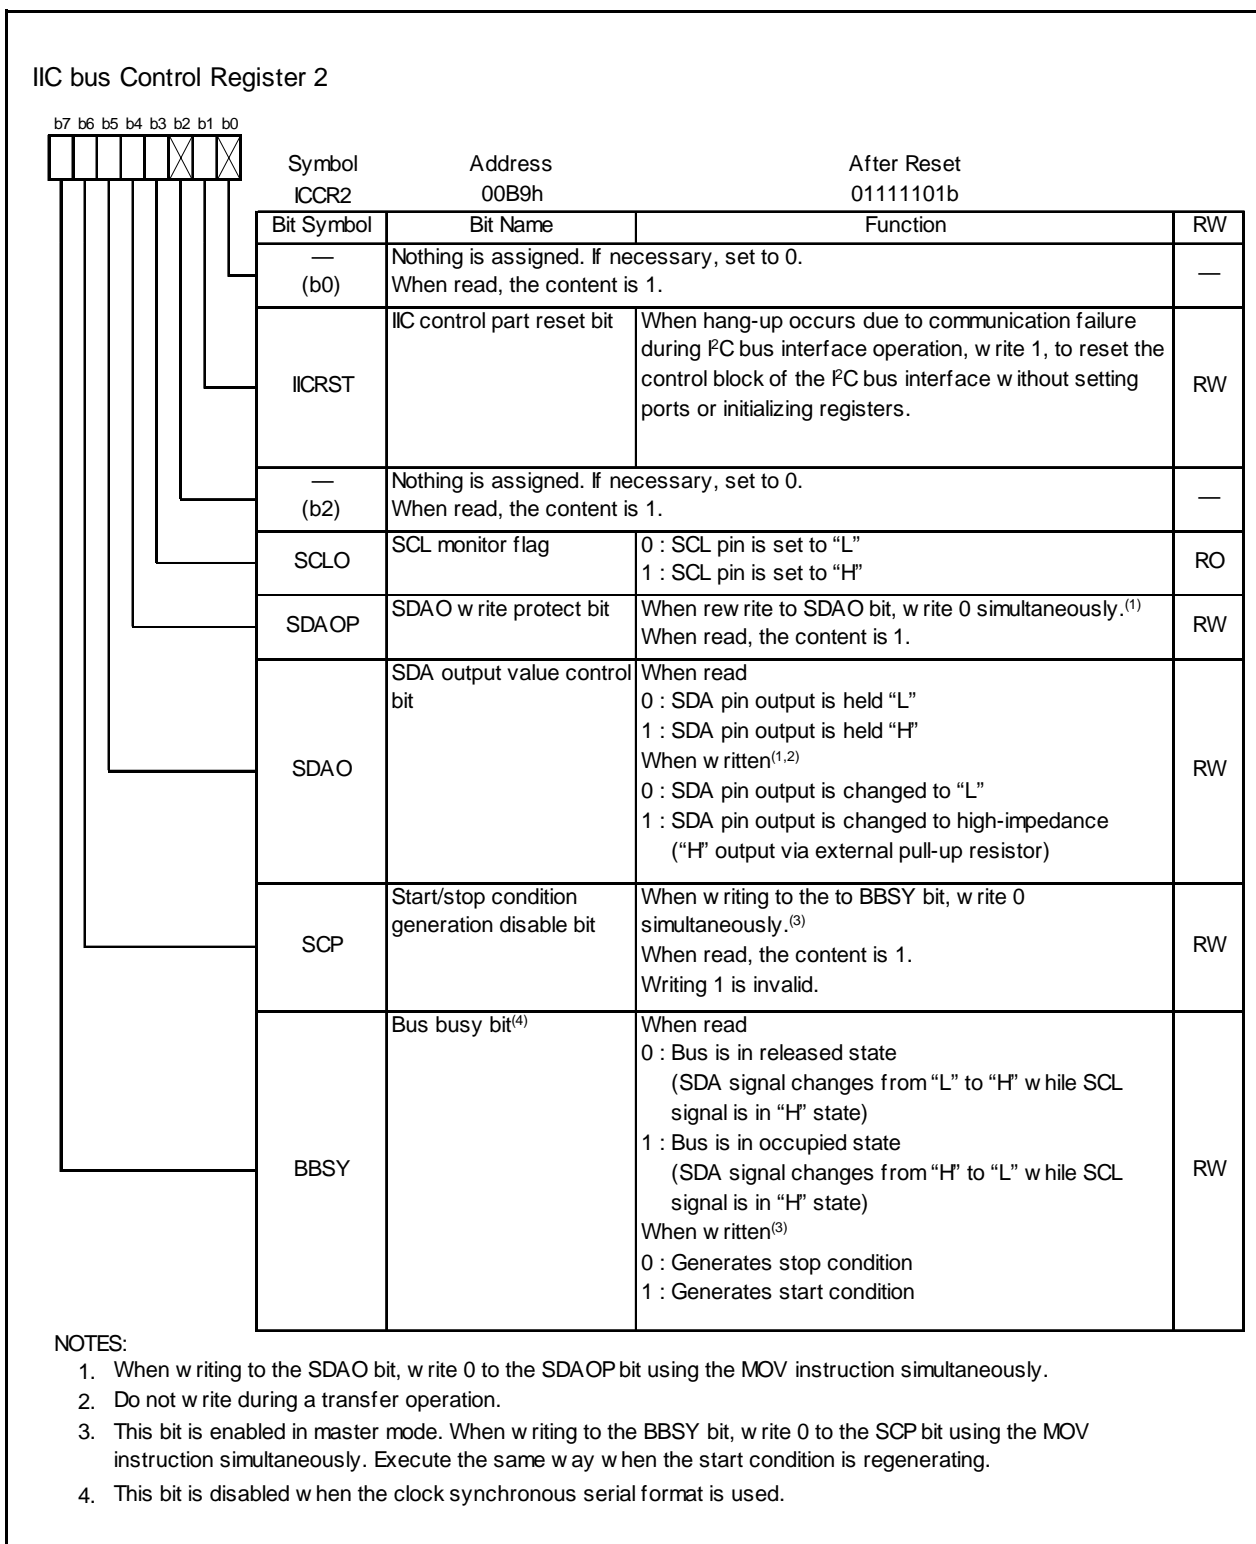 IIC bus Control Register 2
b7 b6 b5 b4 b3 b2 b1 b0
Symbol Address After Reset
ICCR2 00B9h 01111101b
Bit Symbol Bit Name Function RW
—
(b0)
Nothing is assigned. If necessary, set to 0.
When read, the content is 1.
—
IICRST
IIC control part reset bit
When hang-up occurs due to communication failure
during I²C bus interface operation, write 1, to reset the
control block of the I²C bus interface without setting
ports or initializing registers.
RW
—
(b2)
Nothing is assigned. If necessary, set to 0.
When read, the content is 1.
—
SCLO
SCL monitor flag
0 : SCL pin is set to “L”
1 : SCL pin is set to “H”
RO
SDAOP
SDAO write protect bit
When rewrite to SDAO bit, write 0 simultaneously.(1)
When read, the content is 1.
RW
SDAO
SDA output value control
bit
When read
0 : SDA pin output is held “L”
1 : SDA pin output is held “H”
When written(1,2)
0 : SDA pin output is changed to “L”
1 : SDA pin output is changed to high-impedance
(“H” output via external pull-up resistor)
RW
SCP
Start/stop condition
generation disable bit
When writing to the to BBSY bit, write 0
simultaneously.(3)
When read, the content is 1.
Writing 1 is invalid.
RW
BBSY
Bus busy bit(4)
When read
0 : Bus is in released state
(SDA signal changes from “L” to “H” while SCL
signal is in “H” state)
1 : Bus is in occupied state
(SDA signal changes from “H” to “L” while SCL
signal is in “H” state)
When written(3)
0 : Generates stop condition
1 : Generates start condition
RW
NOTES:
1. When writing to the SDAO bit, write 0 to the SDAOP bit using the MOV instruction simultaneously.
2. Do not write during a transfer operation.
3. This bit is enabled in master mode. When writing to the BBSY bit, write 0 to the SCP bit using the MOV
instruction simultaneously. Execute the same way when the start condition is regenerating.
4. This bit is disabled when the clock synchronous serial format is used.